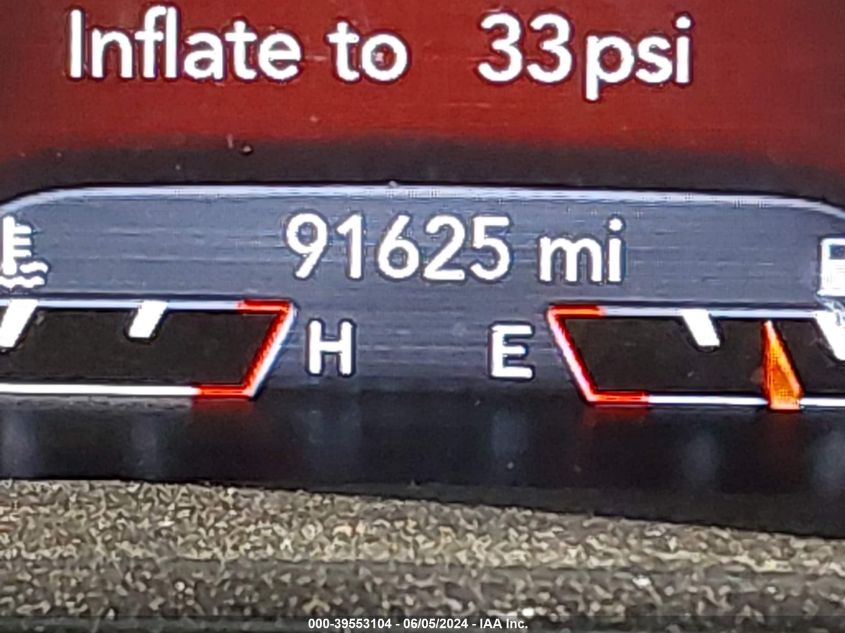 Inflate to 33psi
91625 mi
H E
000-39553104 - 06/05/2024 - IAA Inc.